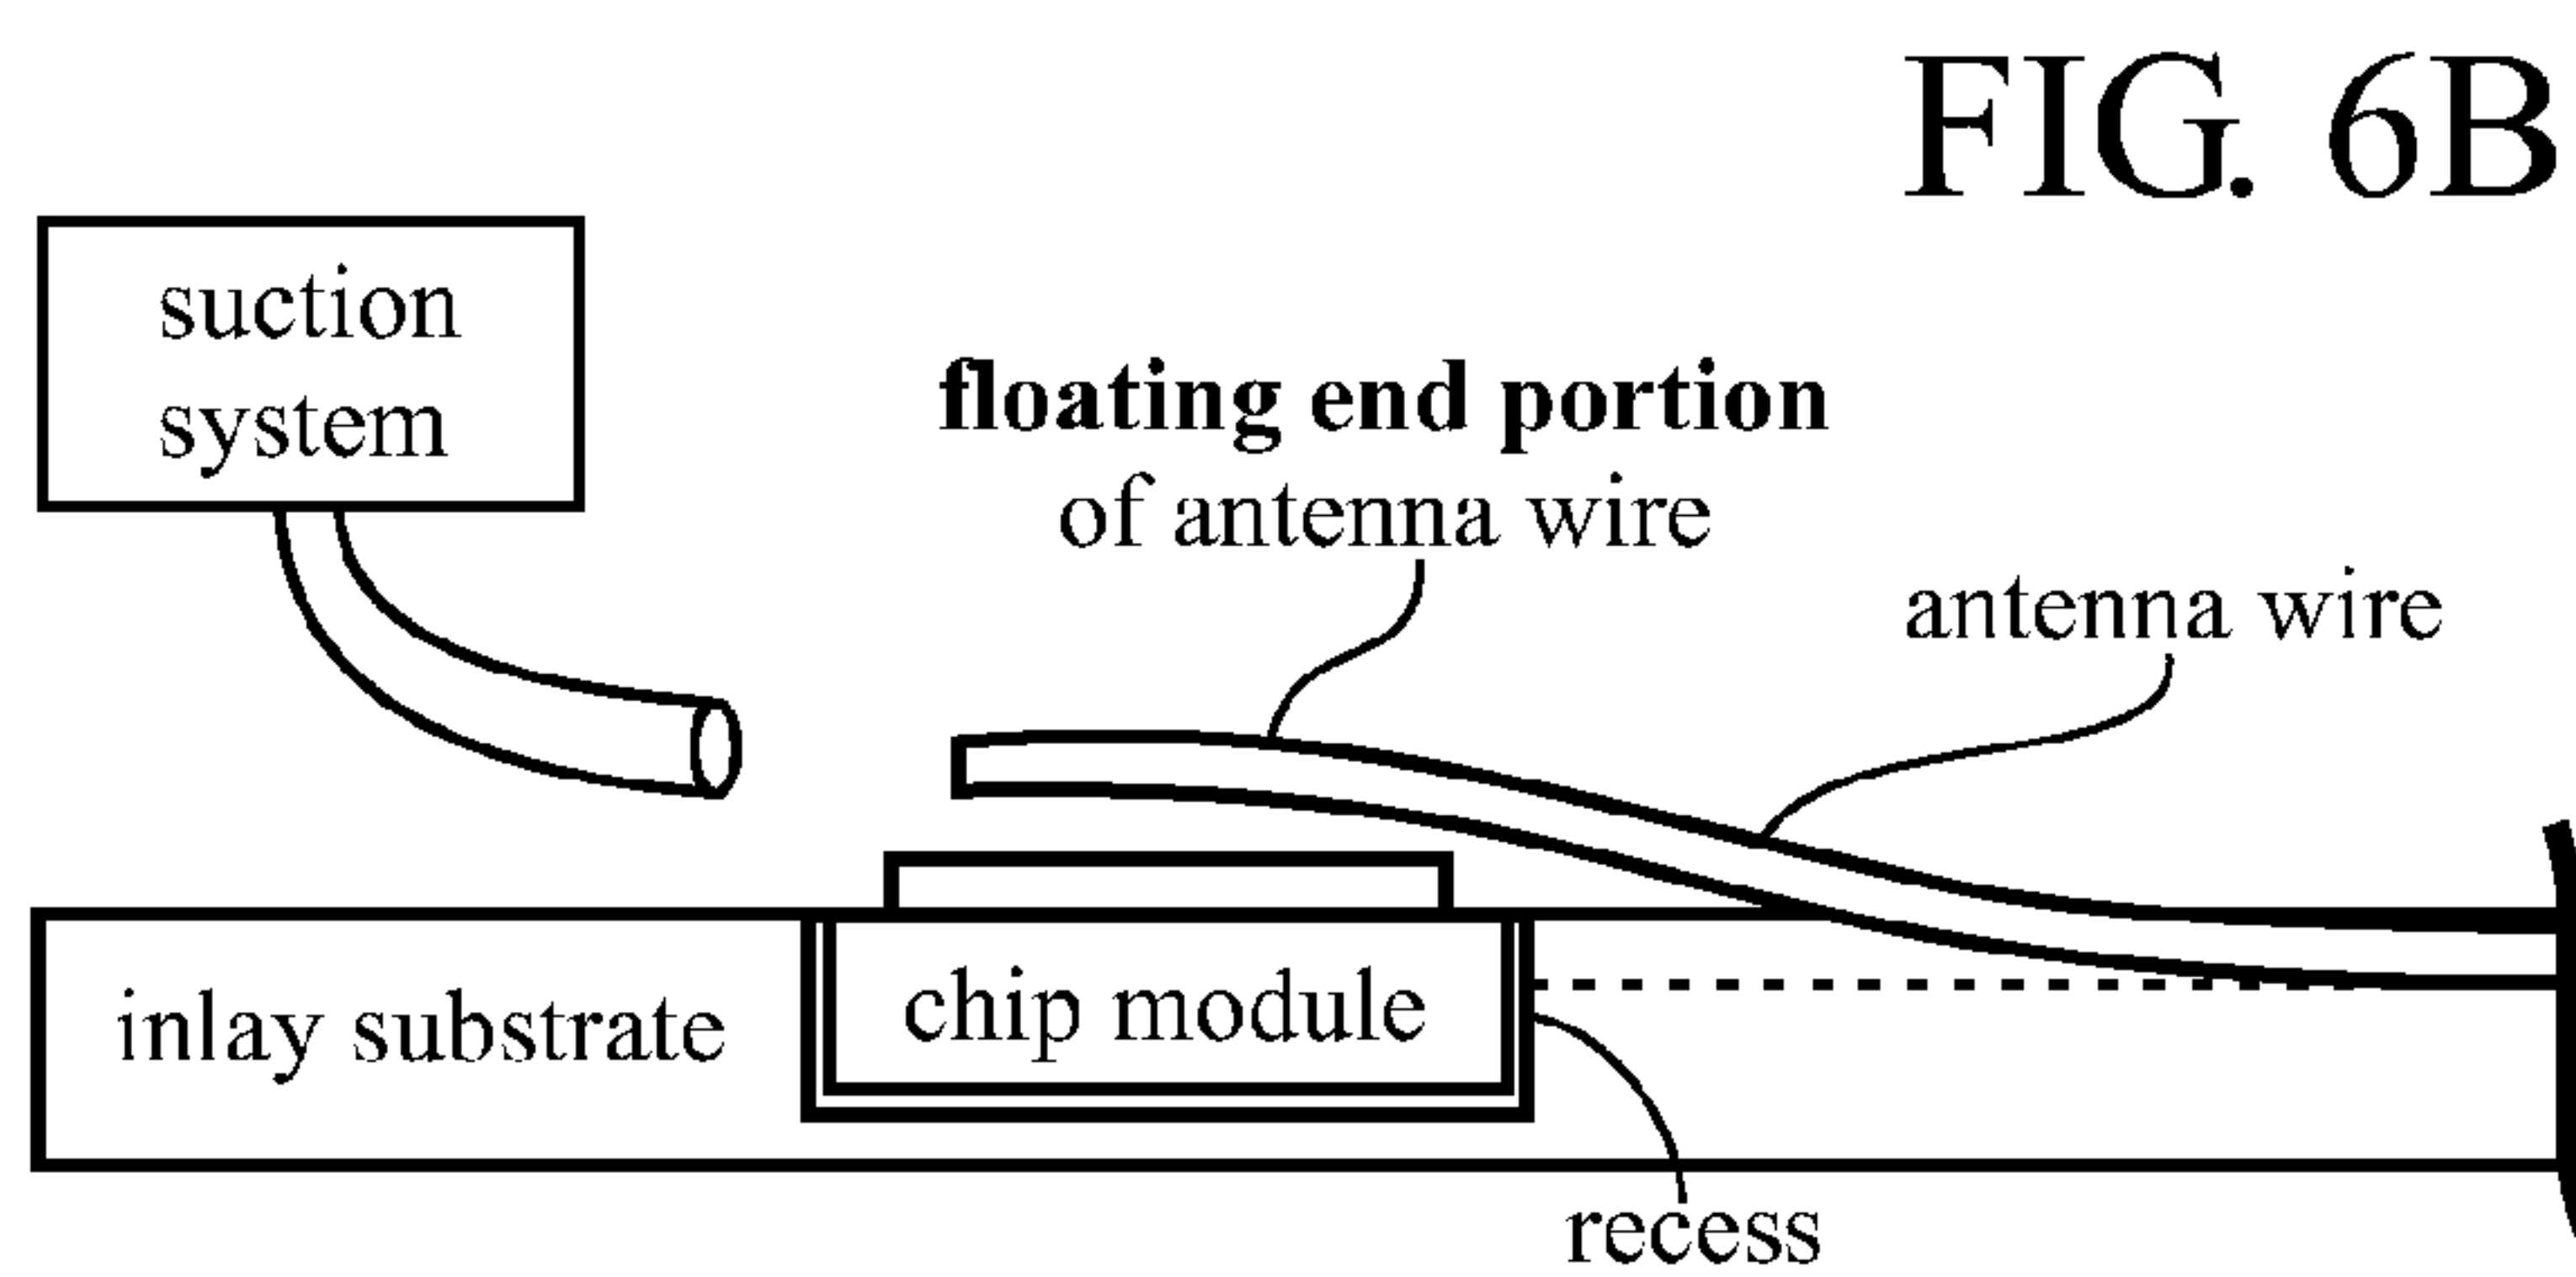 FIG. 6B
suction
system
floating end portion
of antenna wire
antenna wire
inlay substrate
chip module
recess